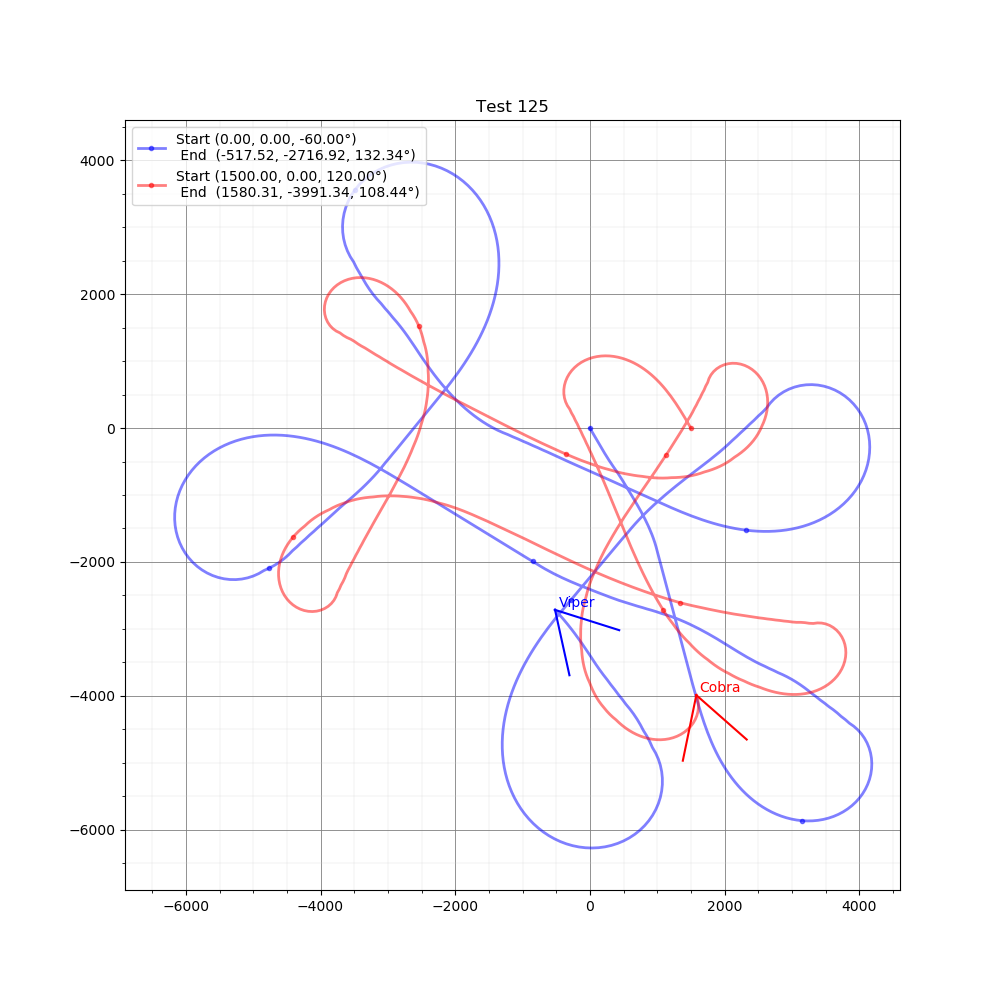 Test 125
Start (0.00, 0.00, -60.00°)
End (-517.52, -2716.92, 132.34°)
Start (1500.00, 0.00, 120.00°)
End (1580.31, -3991.34, 108.44°)
4000
2000
0
−2000
−4000
−6000
Viper
Cobra
−6000 −4000 −2000 0 2000 4000